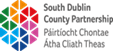 South Dublin
County Partnership
Páirtíocht Chontae
Átha Cliath Theas